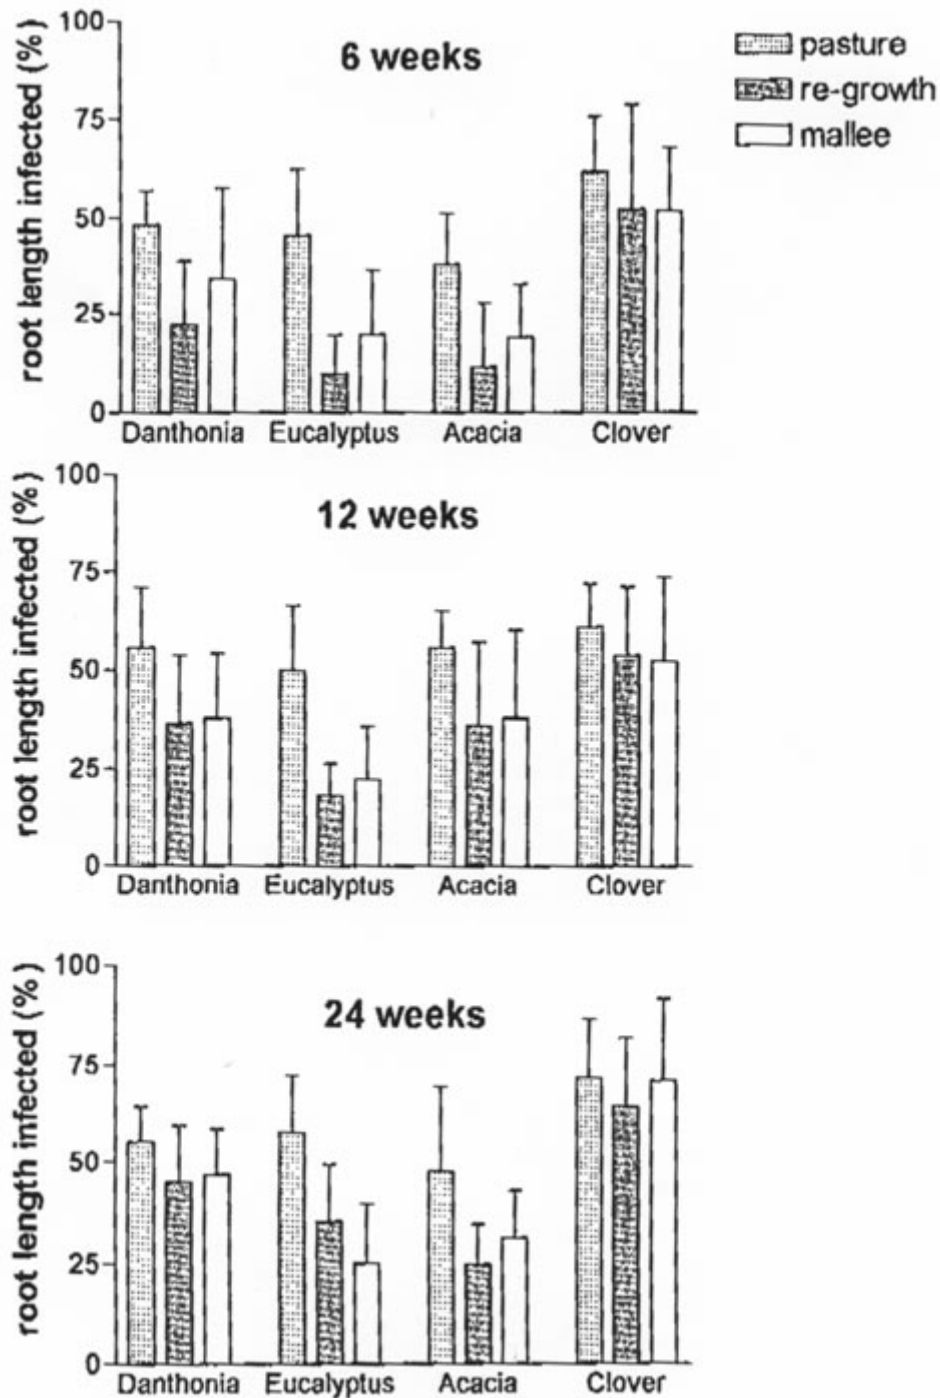 root length infected (%)
100
75
50
25
0
6 weeks
pasture
re-growth
mallee
Danthonia Eucalyptus Acacia Clover
root length infected (%)
100
75
50
25
0
12 weeks
Danthonia Eucalyptus Acacia Clover
root length infected (%)
100
75
50
25
0
24 weeks
Danthonia Eucalyptus Acacia Clover